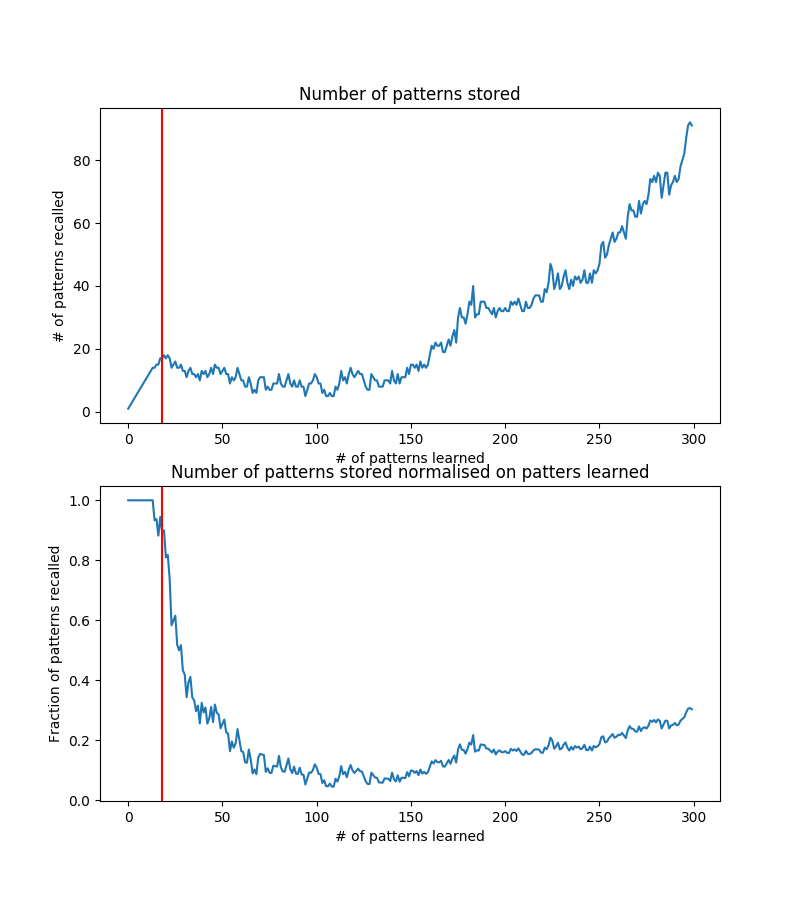 Number of patterns stored
# of patterns recalled
80
60
40
20
0
0 50 100 150 200 250 300
# of patterns learned
Number of patterns stored normalised on patters learned
Fraction of patterns recalled
1.0
0.8
0.6
0.4
0.2
0.0
0 50 100 150 200 250 300
# of patterns learned